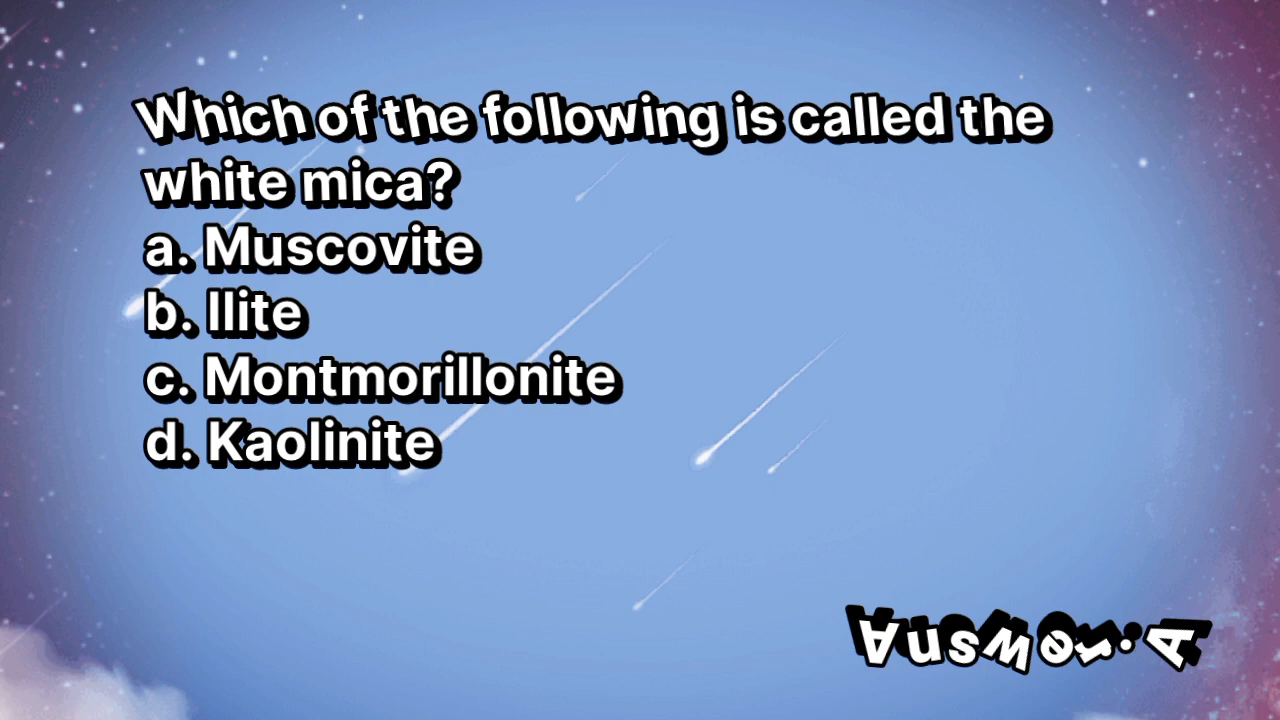 Which of the following is called the
white mica?
a. Muscovite
b. Ilite
c. Montmorillonite
d. Kaolinite
Answer: A